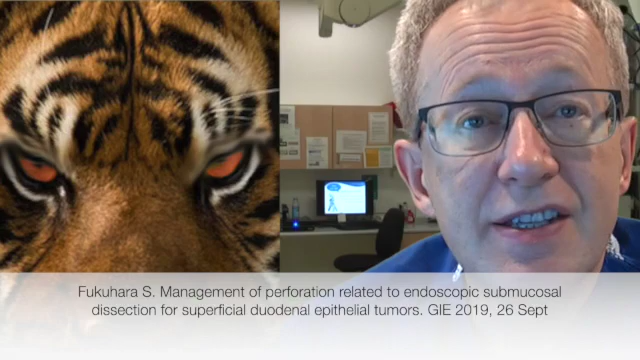 Fukuhara S. Management of perforation related to endoscopic submucosal
dissection for superficial duodenal epithelial tumors. GIE 2019, 26 Sept